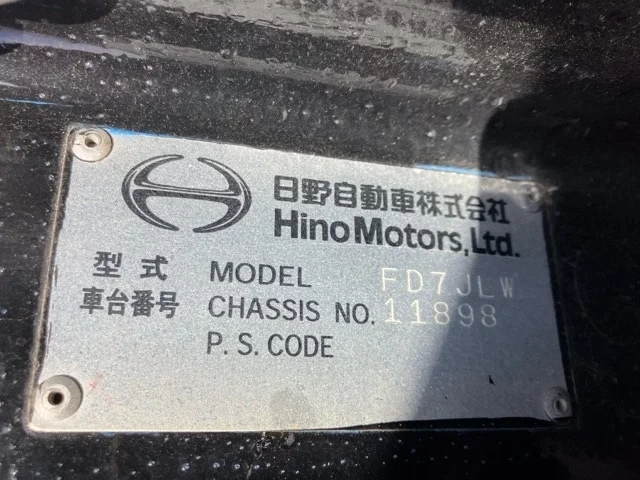 日野自動車株式会社
Hino Motors, Ltd.
型式 MODEL FD7JLW
車台番号 CHASSIS NO. 11898
P. S. CODE